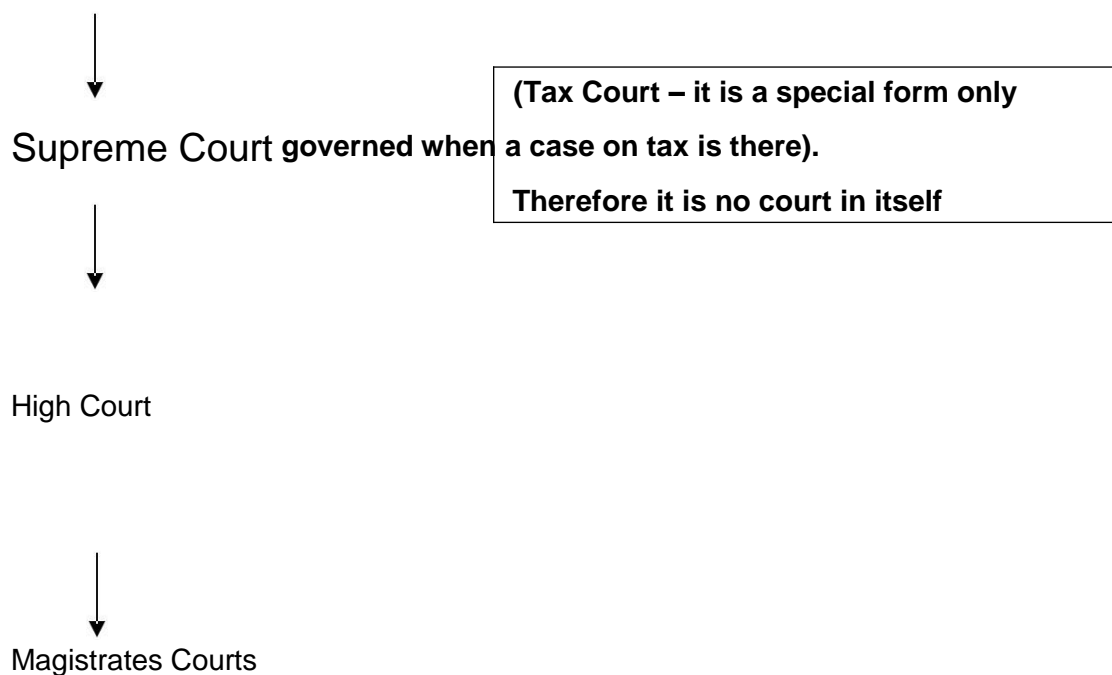 (Tax Court – it is a special form only
Supreme Court governed when a case on tax is there).
Therefore it is no court in itself
High Court
Magistrates Courts